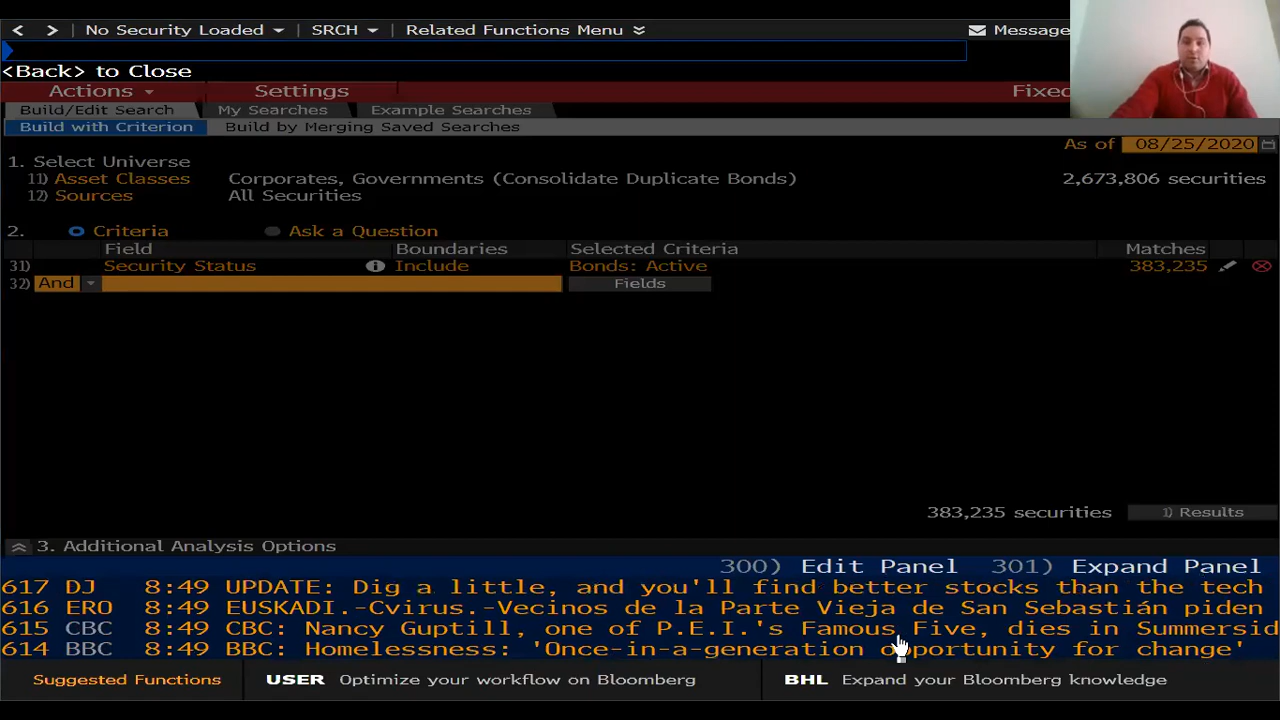 No Security Loaded SRCH Related Functions Menu Message
<Back> to Close
Actions Settings Fixed
Build/Edit Search My Searches Example Searches
Build with Criterion Build by Merging Saved Searches
As of 08/25/2020
1. Select Universe
11) Asset Classes Corporates, Governments (Consolidate Duplicate Bonds) 2,673,806 securities
12) Sources All Securities
2. Criteria Ask a Question
Field Boundaries Selected Criteria Matches
31) Security Status Include Bonds: Active 383,235
32) And Fields
383,235 securities 1) Results
3. Additional Analysis Options
300) Edit Panel 301) Expand Panel
617 DJ 8:49 UPDATE: Dig a little, and you'll find better stocks than the tech
616 ERO 8:49 EUSKADI.-Cvirus.-Vecinos de la Parte Vieja de San Sebastián piden
615 CBC 8:49 CBC: Nancy Guptill, one of P.E.I.'s Famous Five, dies in Summersid
614 BBC 8:49 BBC: Homelessness: 'Once-in-a-generation opportunity for change'
Suggested Functions USER Optimize your workflow on Bloomberg BHL Expand your Bloomberg knowledge